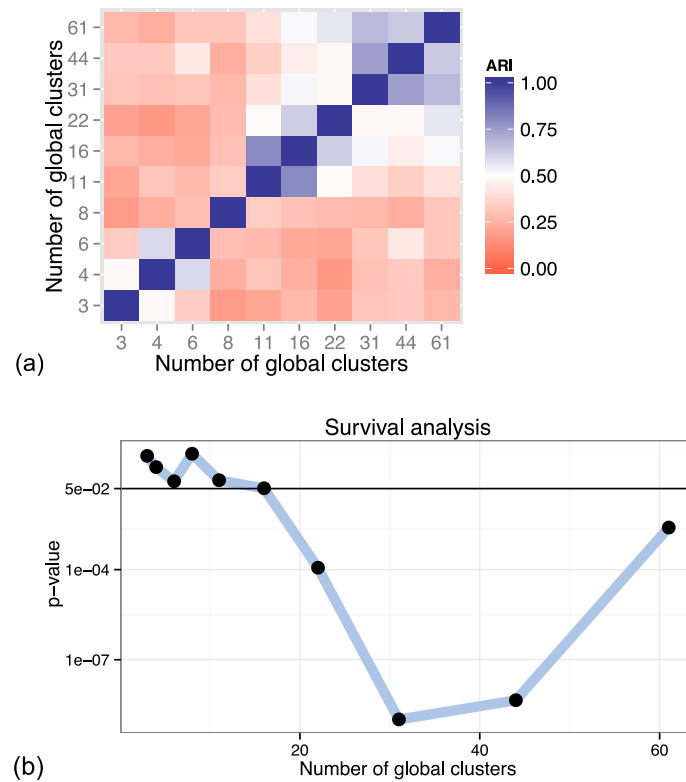 61
44
31
22
16
11
8
6
4
3
Number of global clusters
3 4 6 8 11 16 22 31 44 61
Number of global clusters
ARI
1.00
0.75
0.50
0.25
0.00
(a)
Survival analysis
5e−02
1e−04
1e−07
p-value
20 40 60
Number of global clusters
(b)